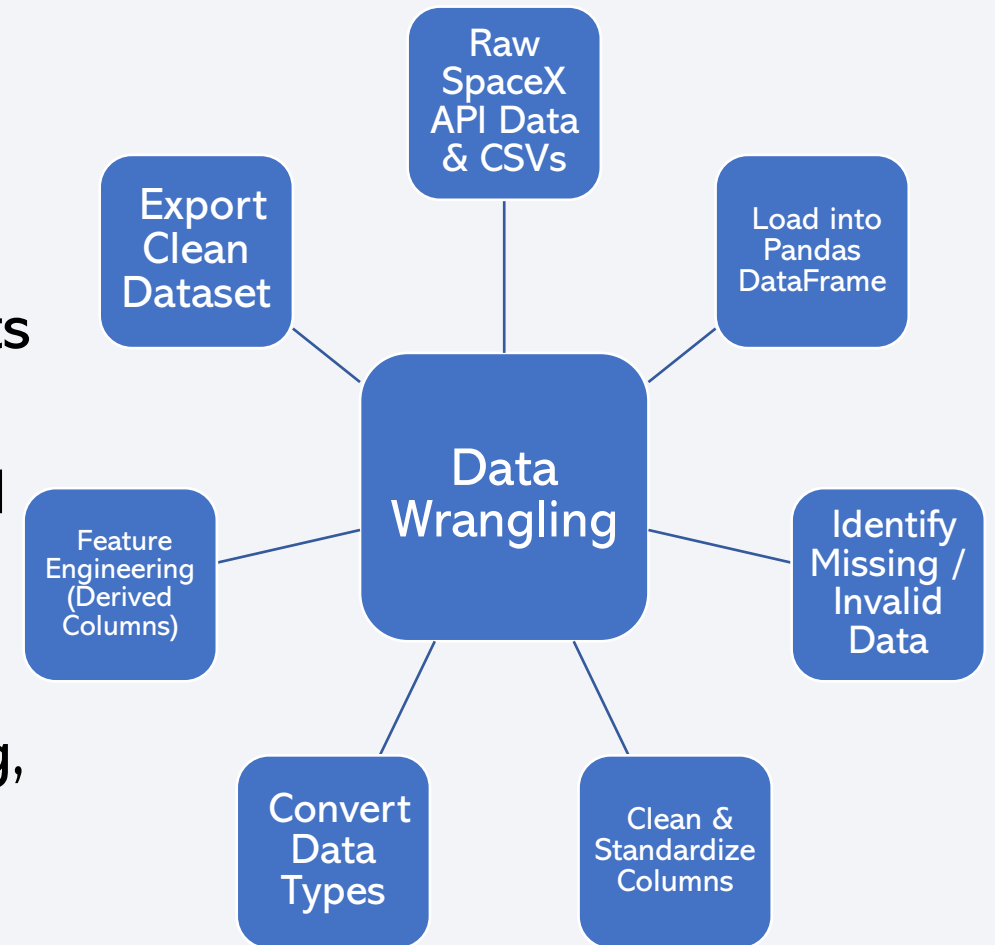 Raw
SpaceX
API Data
& CSVs
Load into
Pandas
DataFrame
Identify
Missing /
Invalid
Data
Clean &
Standardize
Columns
Convert
Data
Types
Feature
Engineering
(Derived
Columns)
Export
Clean
Dataset
Data
Wrangling